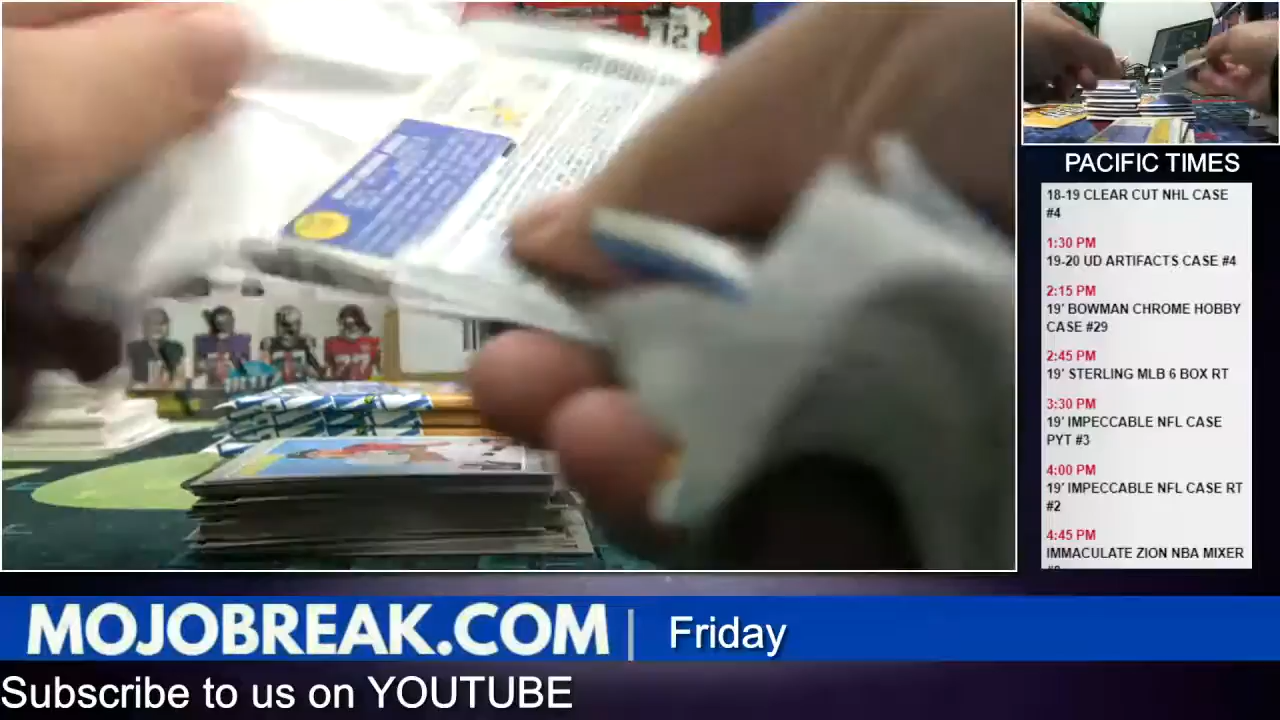 12
77
PACIFIC TIMES
18-19 CLEAR CUT NHL CASE
#4
1:30 PM
19-20 UD ARTIFACTS CASE #4
2:15 PM
19' BOWMAN CHROME HOBBY
CASE #29
2:45 PM
19' STERLING MLB 6 BOX RT
3:30 PM
19' IMPECCABLE NFL CASE
PYT #3
4:00 PM
19' IMPECCABLE NFL CASE RT
#2
4:45 PM
IMMACULATE ZION NBA MIXER
MOJOBREAK.COM | Friday
Subscribe to us on YOUTUBE